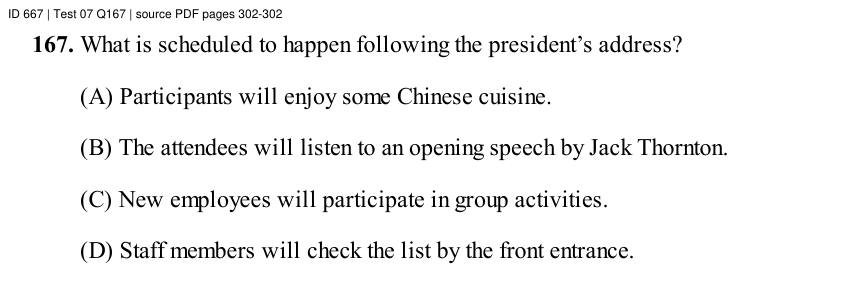 ID 667 | Test 07 Q167 | source PDF pages 302-302
167. What is scheduled to happen following the president’s address?
(A) Participants will enjoy some Chinese cuisine.
(B) The attendees will listen to an opening speech by Jack Thornton.
(C) New employees will participate in group activities.
(D) Staff members will check the list by the front entrance.